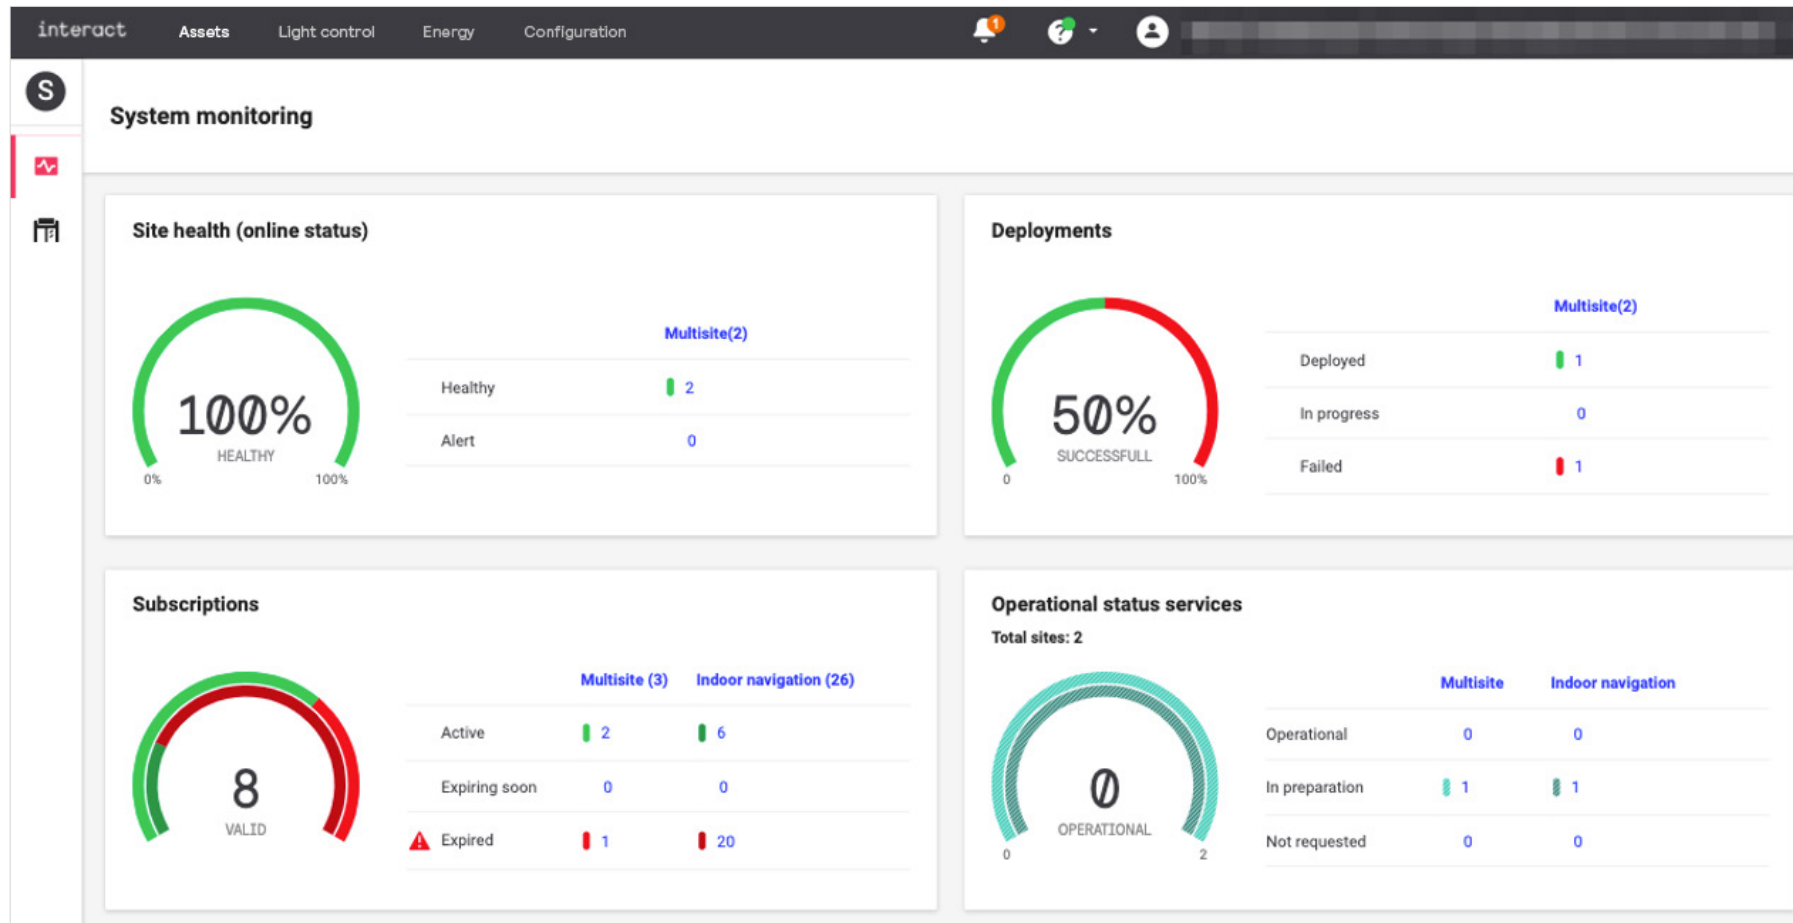 interact Assets Light control Energy Configuration 1 ?
S
System monitoring
Site health (online status)
100%
HEALTHY
0% 100%
Multisite(2)
Healthy 2
Alert 0
Deployments
50%
SUCCESSFULL
0 100%
Multisite(2)
Deployed 1
In progress 0
Failed 1
Subscriptions
8
VALID
Multisite (3) Indoor navigation (26)
Active 2 6
Expiring soon 0 0
Expired 1 20
Operational status services
Total sites: 2
0
OPERATIONAL
0 2
Multisite Indoor navigation
Operational 0 0
In preparation 1 1
Not requested 0 0